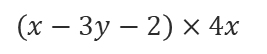 (x − 3y − 2) × 4x